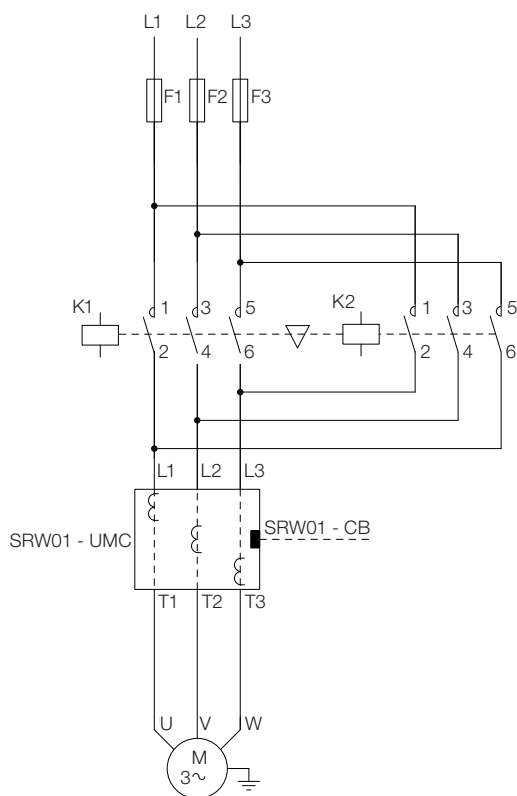 L1 L2 L3
F1 F2 F3
K1 1 3 5 K2 1 3 5
2 4 6 2 4 6
L1 L2 L3
SRW01 - UMC SRW01 - CB
T1 T2 T3
U V W
M
3~